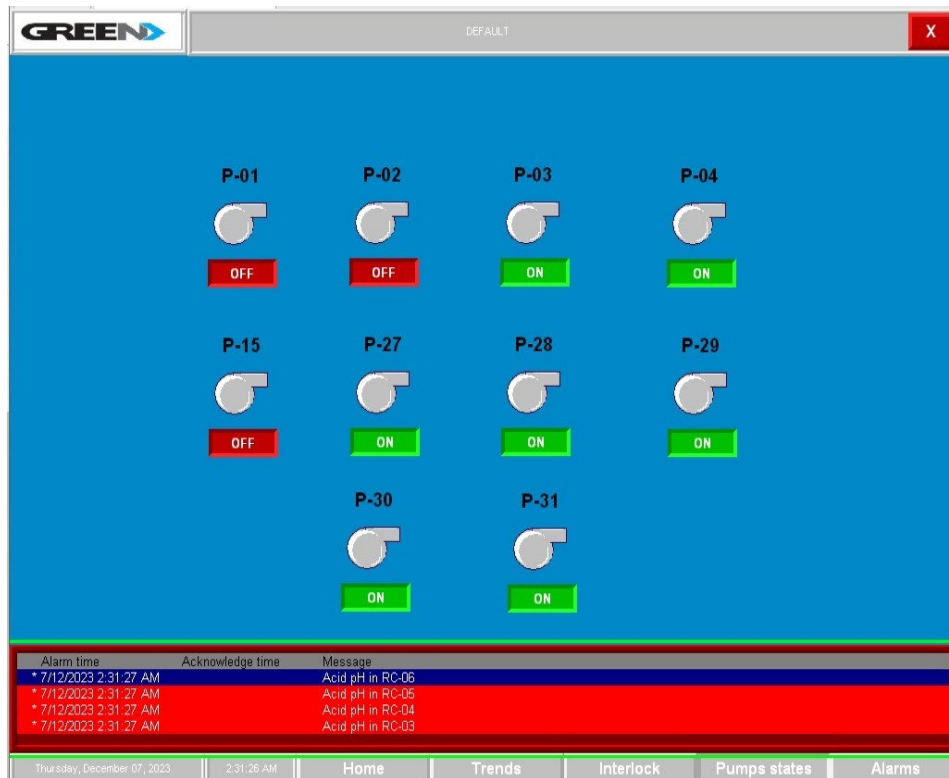 GREEN
DEFAULT
X
P-01 P-02 P-03 P-04
OFF OFF ON ON
P-15 P-27 P-28 P-29
OFF ON ON ON
P-30 P-31
ON ON
Alarm time Acknowledge time Message
* 7/12/2023 2:31:27 AM Acid pH in RC-06
* 7/12/2023 2:31:27 AM Acid pH in RC-05
* 7/12/2023 2:31:27 AM Acid pH in RC-04
* 7/12/2023 2:31:27 AM Acid pH in RC-03
Thursday, December 07, 2023 2:31:26 AM Home Trends Interlock Pumps states Alarms